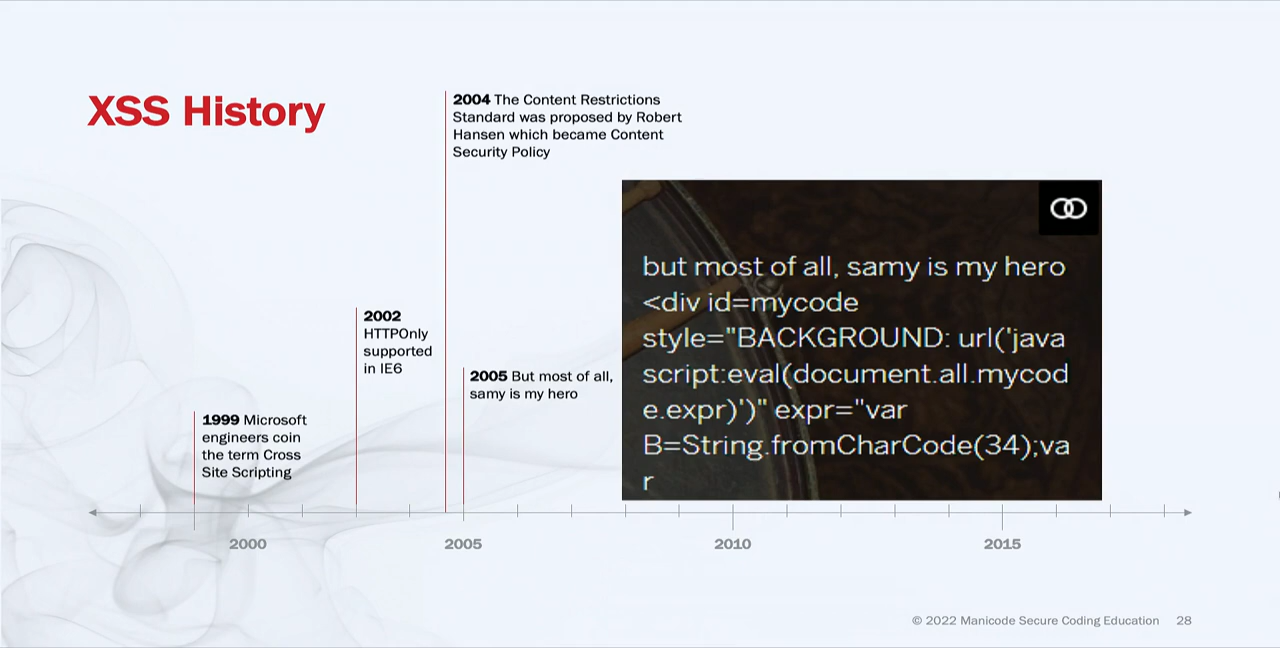 XSS History
2004 The Content Restrictions
Standard was proposed by Robert
Hansen which became Content
Security Policy
but most of all, samy is my hero
<div id=mycode
style="BACKGROUND: url('java
script:eval(document.all.mycod
e.expr)')" expr="var
B=String.fromCharCode(34);va
r
2002
HTTPOnly
supported
in IE6
2005 But most of all,
samy is my hero
1999 Microsoft
engineers coin
the term Cross
Site Scripting
2000
2005
2010
2015
© 2022 Manicode Secure Coding Education 28